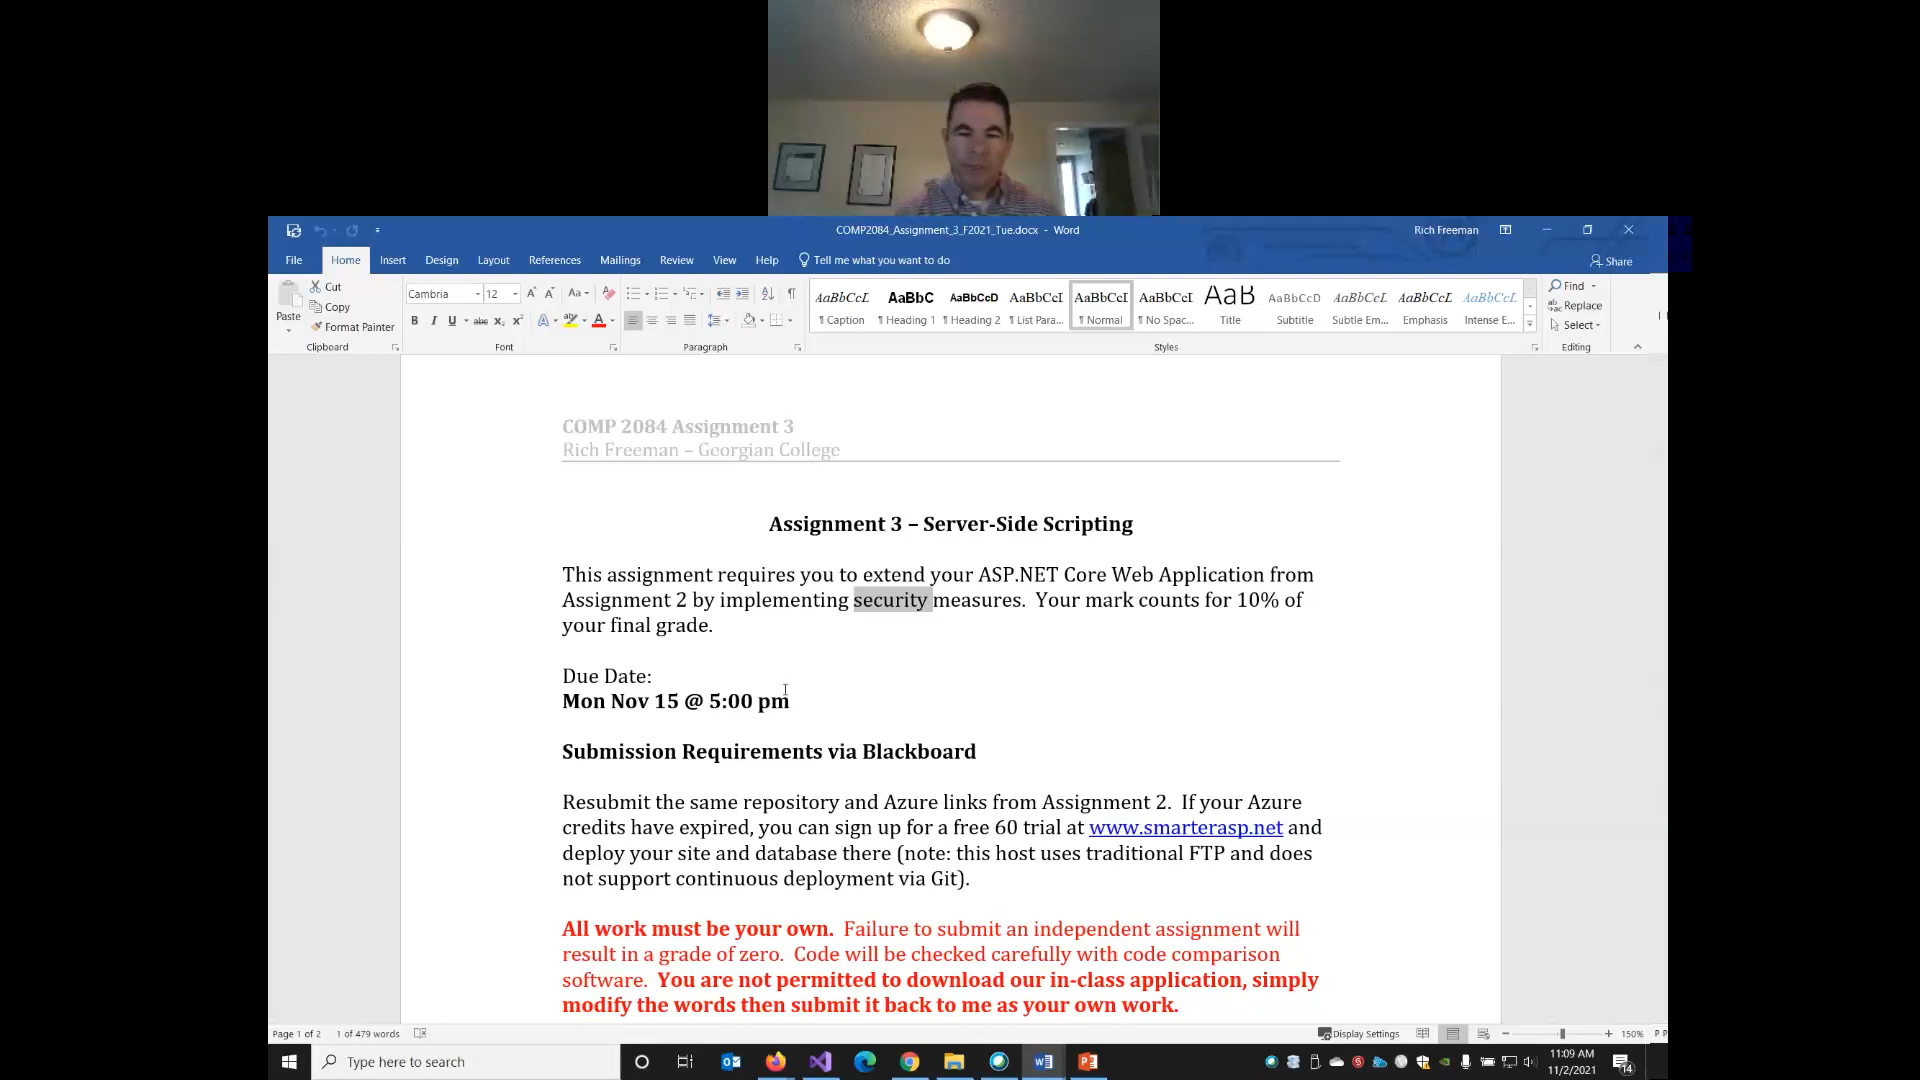 COMP2084_Assignment_3_F2021_Tue.docx - Word
Rich Freeman
File Home Insert Design Layout References Mailings Review View Help Tell me what you want to do
Share
Paste
Cut
Copy
Format Painter
Clipboard
Cambria 12
Font
Paragraph
AaBbCcL AaBbC AaBbCcD AaBbCcI AaBbCcI AaBbCcI AaB AaBbCcD AaBbCcL AaBbCcL AaBbCcL
¶ Caption ¶ Heading 1 ¶ Heading 2 ¶ List Para... ¶ Normal ¶ No Spac... Title Subtitle Subtle Em... Emphasis Intense E...
Styles
Find
Replace
Select
Editing
COMP 2084 Assignment 3
Rich Freeman – Georgian College
Assignment 3 – Server-Side Scripting
This assignment requires you to extend your ASP.NET Core Web Application from
Assignment 2 by implementing security measures. Your mark counts for 10% of
your final grade.
Due Date:
Mon Nov 15 @ 5:00 pm
Submission Requirements via Blackboard
Resubmit the same repository and Azure links from Assignment 2. If your Azure
credits have expired, you can sign up for a free 60 trial at www.smarterasp.net and
deploy your site and database there (note: this host uses traditional FTP and does
not support continuous deployment via Git).
All work must be your own. Failure to submit an independent assignment will
result in a grade of zero. Code will be checked carefully with code comparison
software. You are not permitted to download our in-class application, simply
modify the words then submit it back to me as your own work.
Page 1 of 2 1 of 479 words
Display Settings
150%
Type here to search
11:09 AM
11/2/2021
14